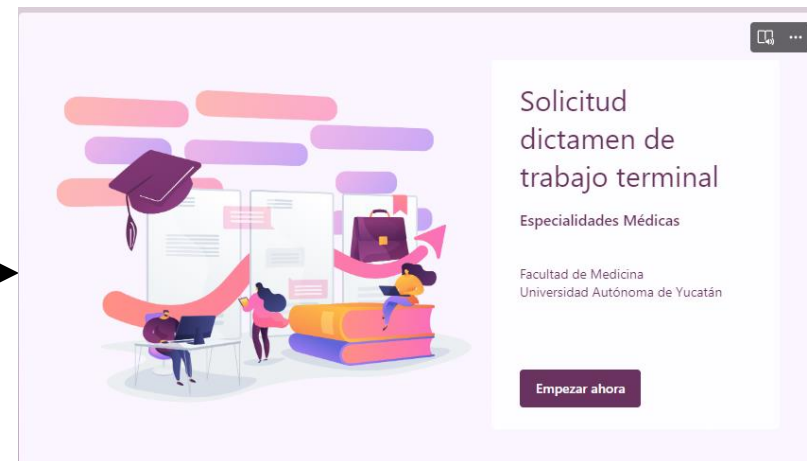 Solicitud
dictamen de
trabajo terminal
Especialidades Médicas
Facultad de Medicina
Universidad Autónoma de Yucatán
Empezar ahora